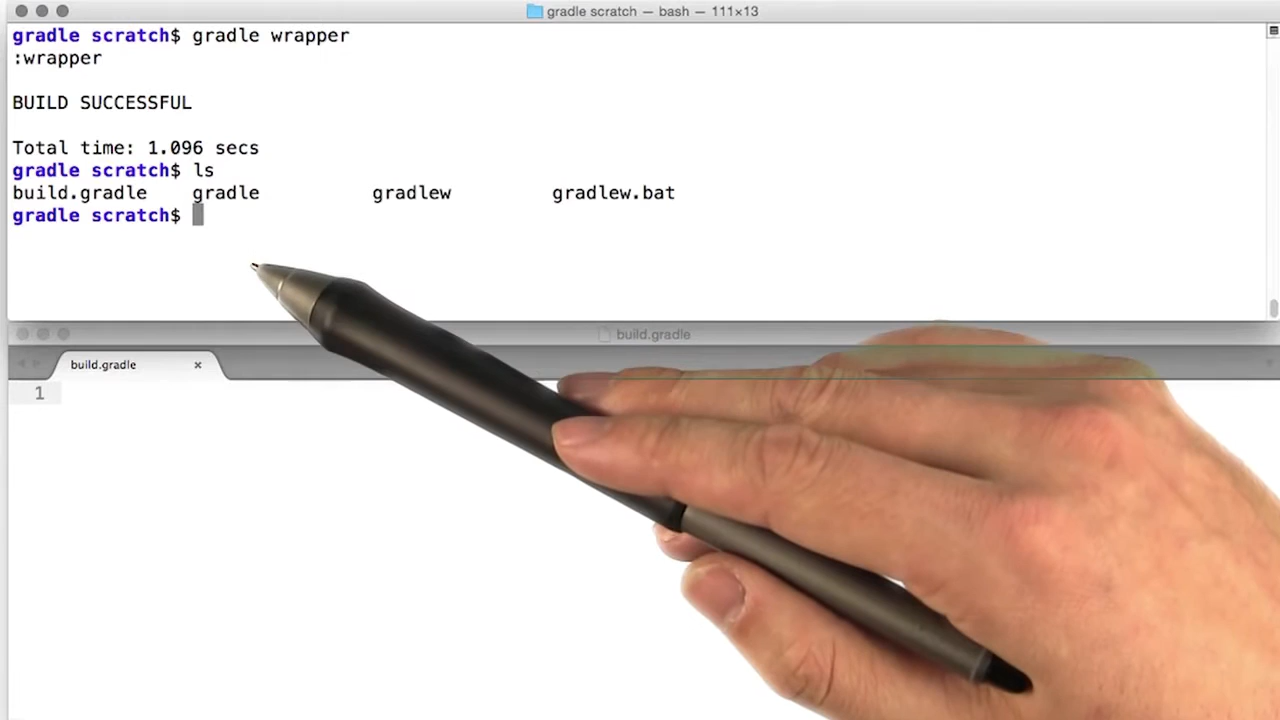 gradle scratch — bash — 111×13
gradle scratch$ gradle wrapper
:wrapper
BUILD SUCCESSFUL
Total time: 1.096 secs
gradle scratch$ ls
build.gradle gradle gradlew gradlew.bat
gradle scratch$
build.gradle
build.gradle ×
1